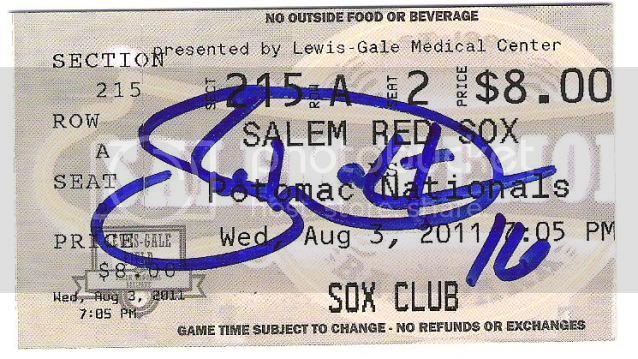 NO OUTSIDE FOOD OR BEVERAGE
presented by Lewis-Gale Medical Center
SECTION
215
ROW
A
SEAT
PRICE
$8.00
Wed, Aug 3, 2011
7:05 PM
SECT 215 ROW A SEAT 2 PRICE $8.00
SALEM RED SOX
VS
Potomac Nationals
Wed, Aug 3, 2011 7:05 PM
16
SOX CLUB
LEWIS-GALE
FIELD
GAME TIME SUBJECT TO CHANGE - NO REFUNDS OR EXCHANGES